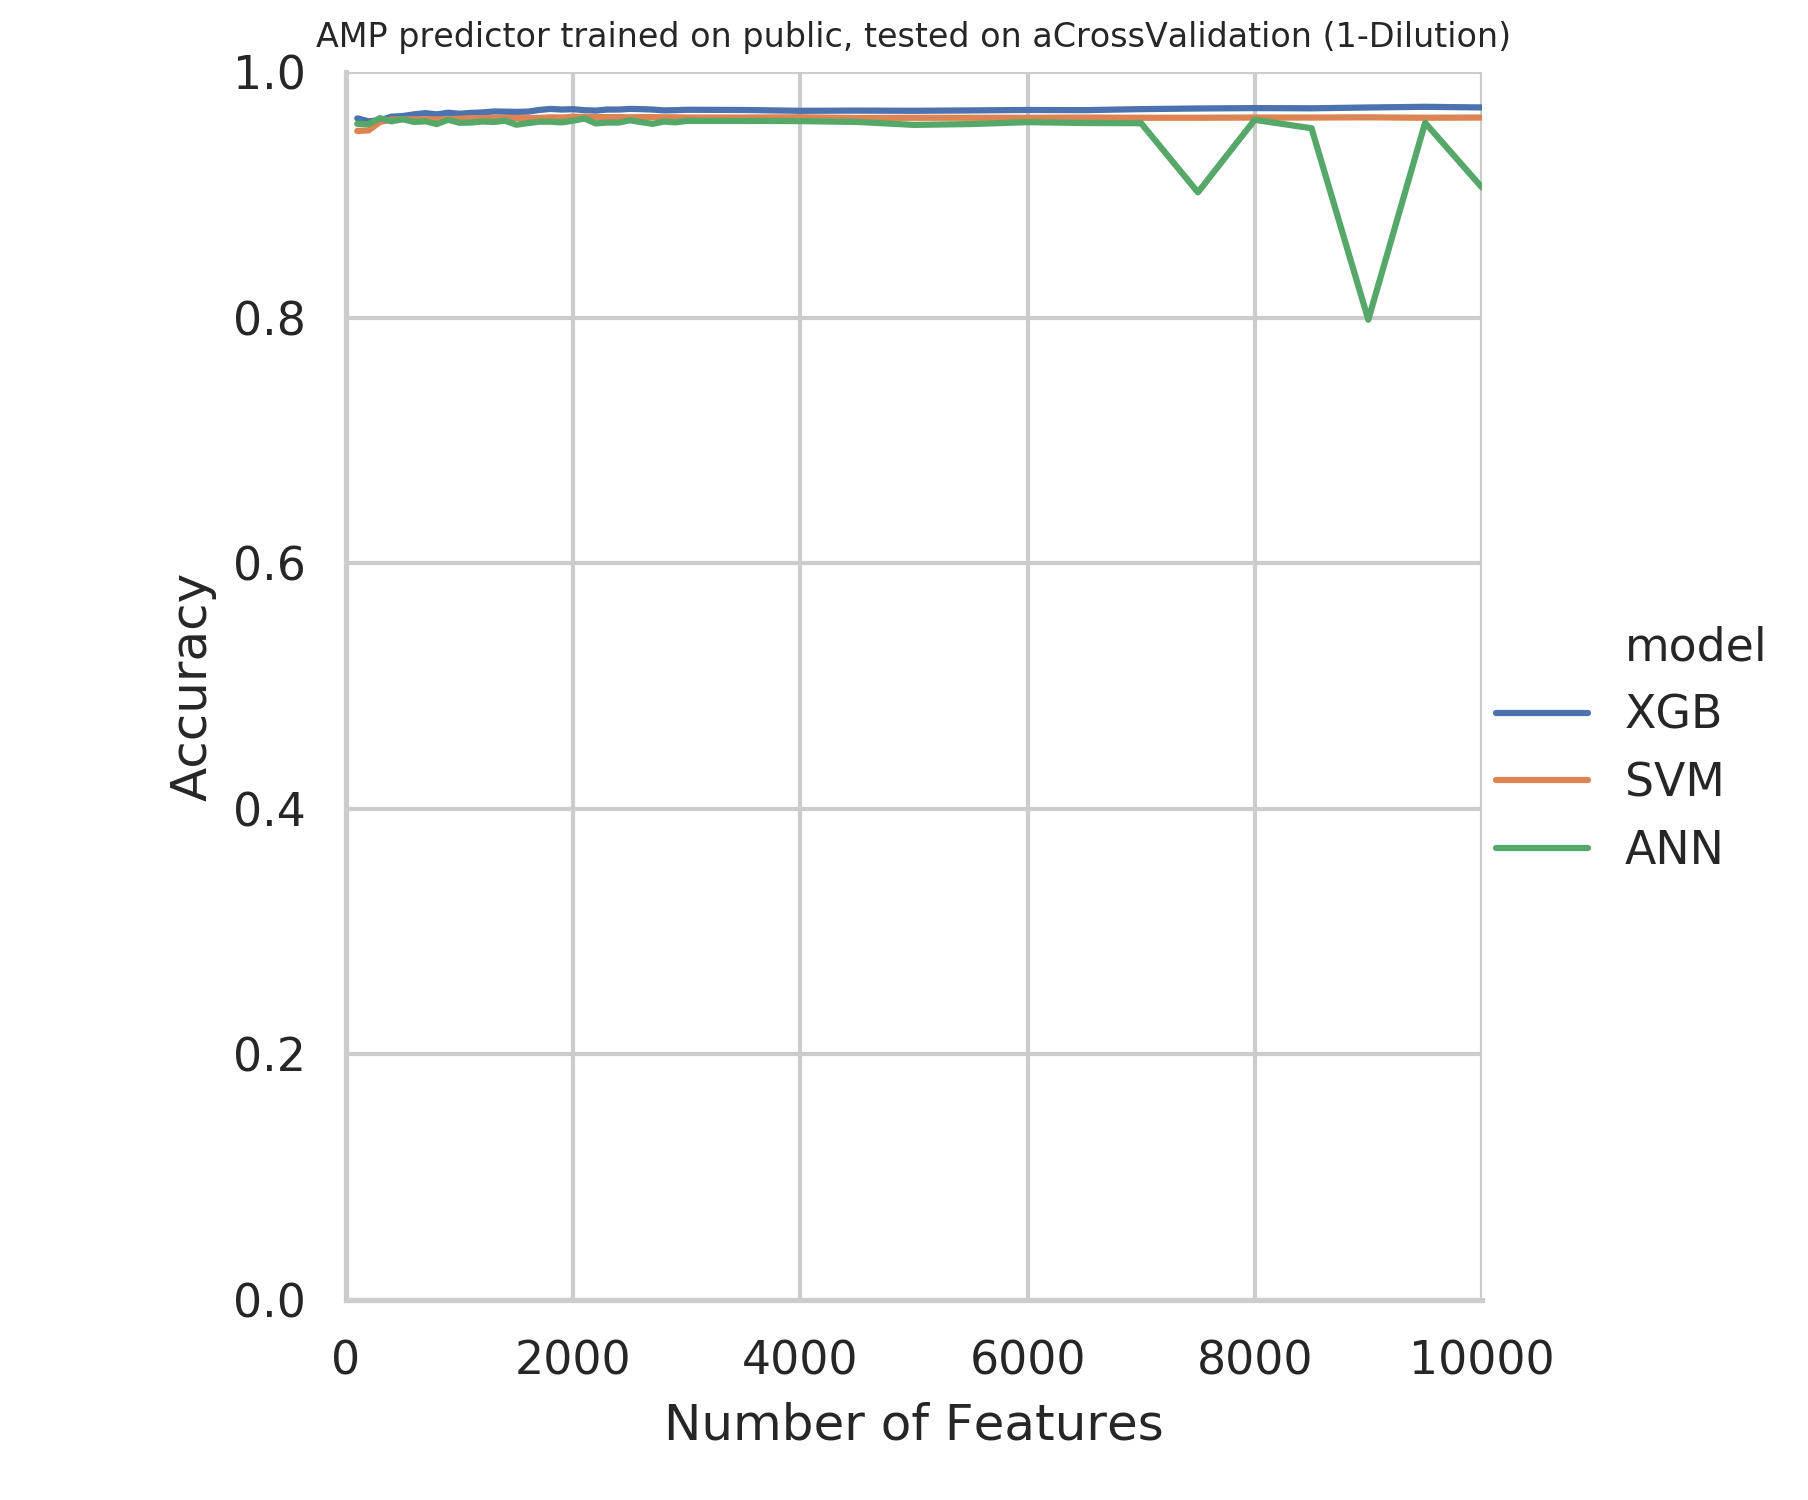 AMP predictor trained on public, tested on aCrossValidation (1-Dilution)
1.0
0.8
0.6
0.4
0.2
0.0
Accuracy
0 2000 4000 6000 8000 10000
Number of Features
model
XGB
SVM
ANN